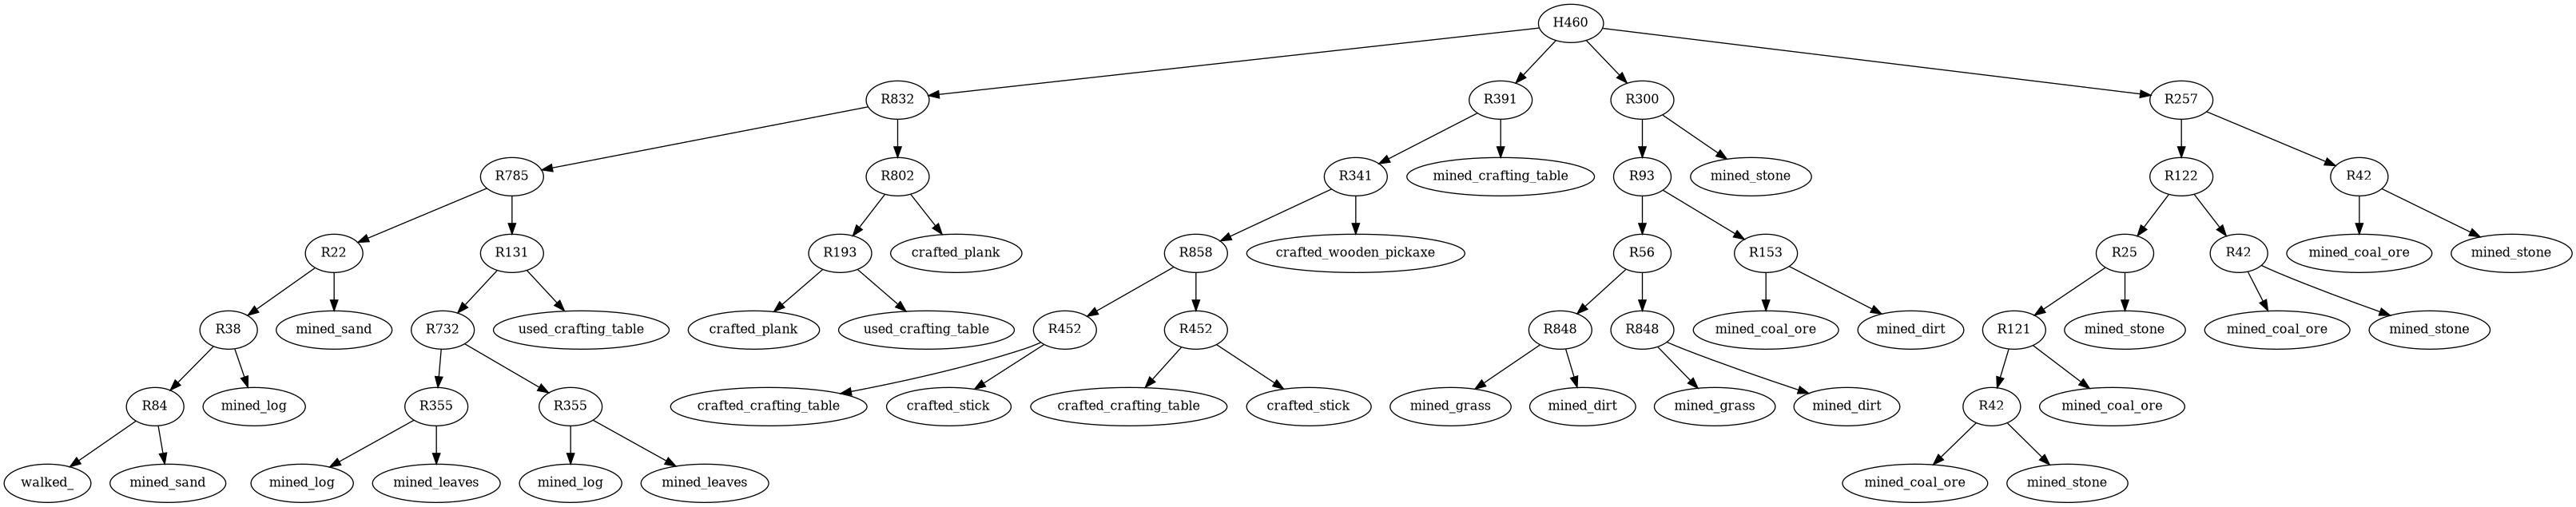 H460
R832
R391
R300
R257
R785
R802
R341
mined_crafting_table
R93
mined_stone
R122
R42
R22
R131
R193
crafted_plank
R858
crafted_wooden_pickaxe
R56
R153
R25
R42
mined_coal_ore
mined_stone
R38
mined_sand
R732
used_crafting_table
crafted_plank
used_crafting_table
R452
R452
R848
R848
mined_coal_ore
mined_dirt
R121
mined_stone
mined_coal_ore
mined_stone
R84
mined_log
R355
R355
crafted_crafting_table
crafted_stick
crafted_crafting_table
crafted_stick
mined_grass
mined_dirt
mined_grass
mined_dirt
R42
mined_coal_ore
walked_
mined_sand
mined_log
mined_leaves
mined_log
mined_leaves
mined_coal_ore
mined_stone